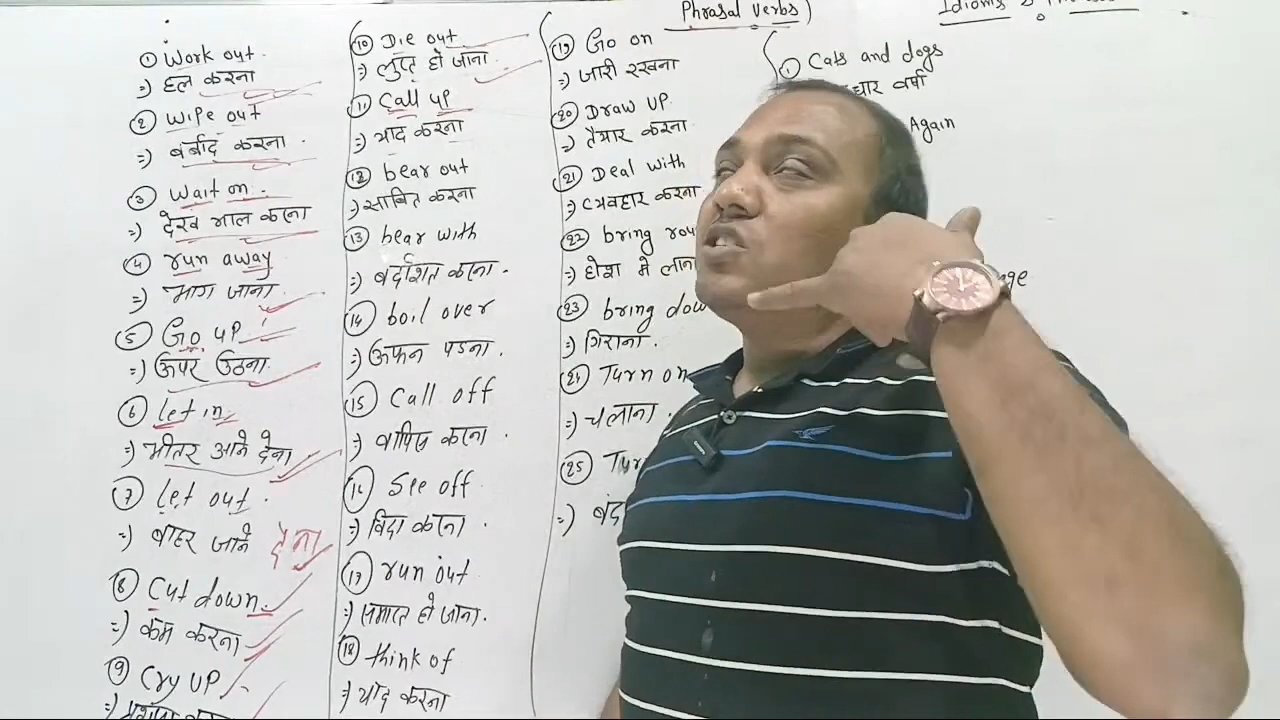 Phrasal verbs)
① Work out.
=) हल करना
② Wipe out
=) बर्बाद करना.
③ Wait on.
=) देख भाल करना
④ run away
=) भाग जाना.
⑤ Go up.
=) ऊपर उठना.
⑥ Let in
=) भीतर आने देना
⑦ Let out.
=) बाहर जाने देना
⑧ Cut down.
=) कम करना
⑨ Cry UP.
⑩ Die out
=) लुप्त हो जाना.
⑪ Call up
=) याद करना
⑫ bear out
=) साबित करना
⑬ bear with
=) बर्दाशत करना.
⑭ boil over
=) ऊफन पडना.
⑮ Call off
=) वापिस करना.
⑯ See off
=) बिदा करना.
⑰ run out
=) समाप्त हो जाना.
⑱ think of
=) याद करना
⑲ Go on
=) जारी रखना
⑳ Draw UP.
=) तैयार करना
㉑ Deal with
=) व्यवहार करना
㉒ bring
=) होश मे लाना
㉓ bring
=) गिराना.
㉔ Turn on
=) चलाना.
㉕
① Cats and dogs
वर्षा
Again